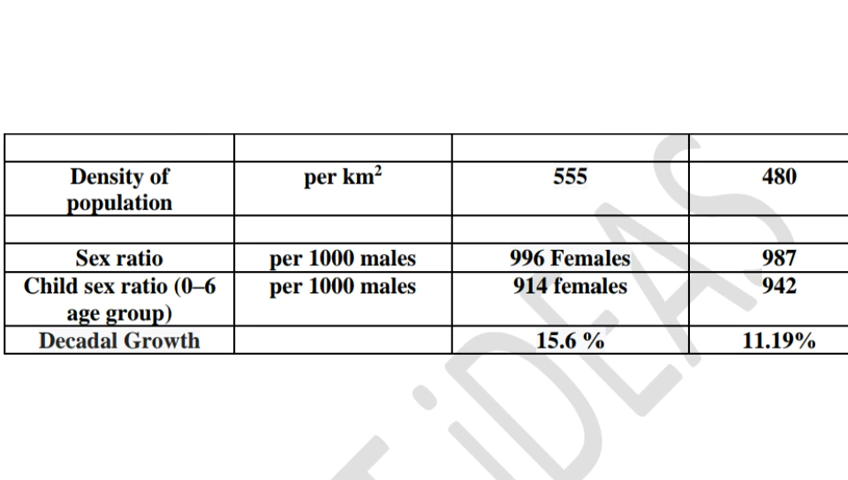 Density of population per km² 555 480
Sex ratio per 1000 males 996 Females 987
Child sex ratio (0–6 age group) per 1000 males 914 females 942
Decadal Growth 15.6 % 11.19%
iDEAS